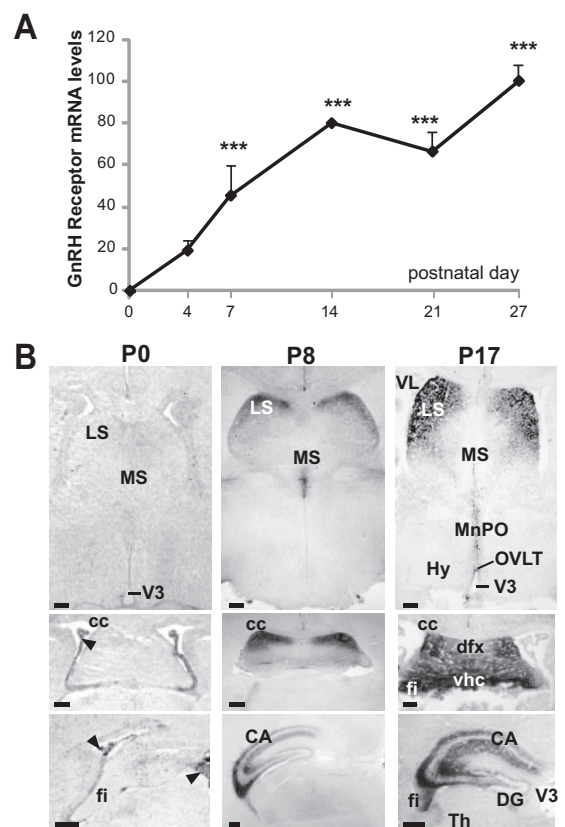 A
GnRH Receptor mRNA levels
120
100
80
60
40
20
0
***
***
***
***
postnatal day
0 4 7 14 21 27
B
P0 P8 P17
LS
MS
V3
LS
MS
VL
LS
MS
MnPO
OVLT
Hy
V3
cc
cc
dfx
vhc
fi
fi
CA
CA
fi
DG
V3
Th